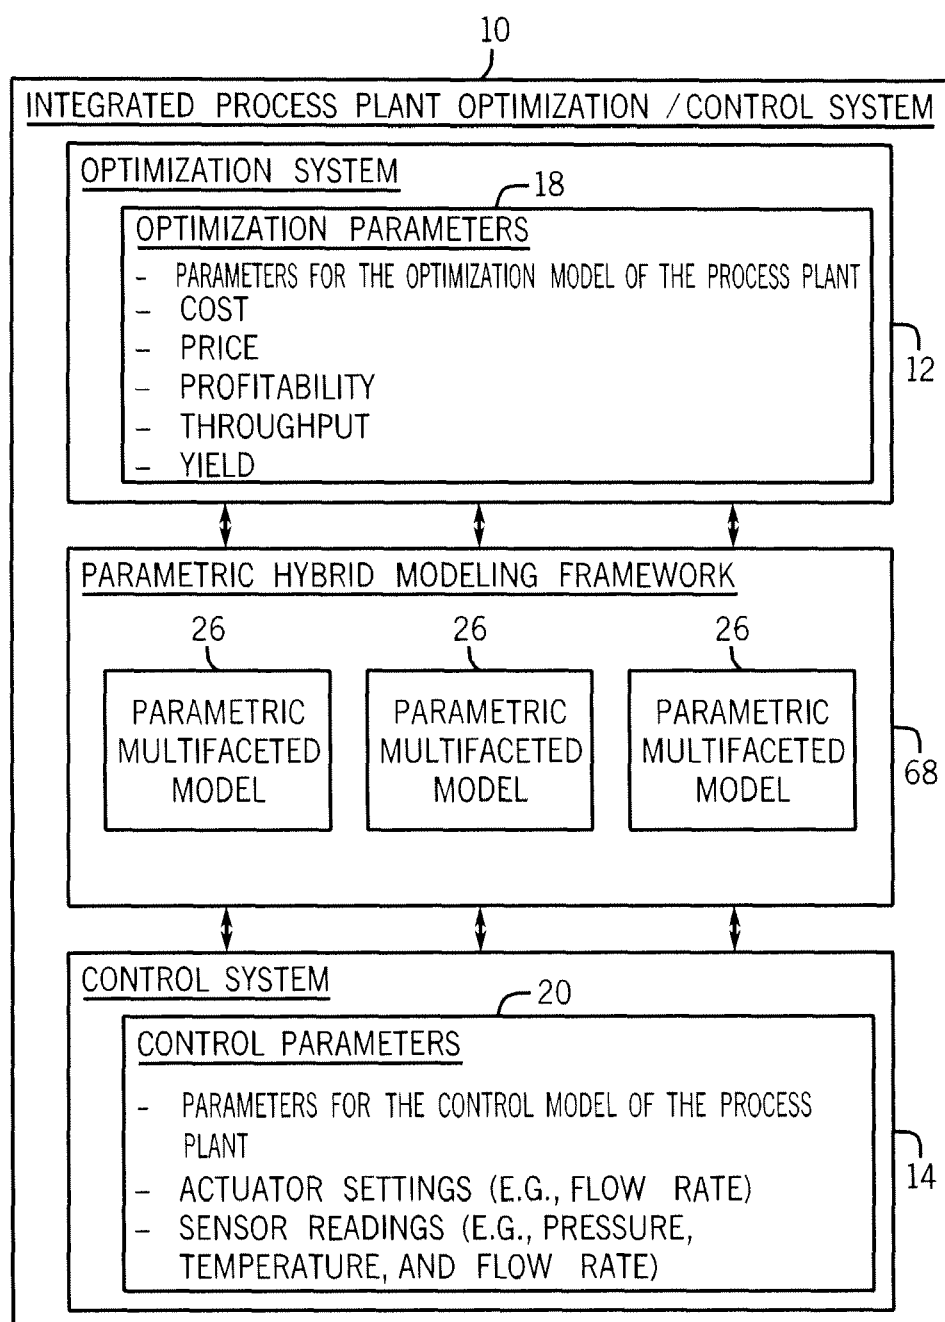 10
INTEGRATED PROCESS PLANT OPTIMIZATION / CONTROL SYSTEM
OPTIMIZATION SYSTEM
18
OPTIMIZATION PARAMETERS
- PARAMETERS FOR THE OPTIMIZATION MODEL OF THE PROCESS PLANT
- COST
- PRICE
12
- PROFITABILITY
- THROUGHPUT
- YIELD
PARAMETRIC HYBRID MODELING FRAMEWORK
26 26 26
PARAMETRIC PARAMETRIC PARAMETRIC
MULTIFACETED MULTIFACETED MULTIFACETED
MODEL MODEL MODEL
68
CONTROL SYSTEM
20
CONTROL PARAMETERS
- PARAMETERS FOR THE CONTROL MODEL OF THE PROCESS
PLANT
14
- ACTUATOR SETTINGS (E.G., FLOW RATE)
- SENSOR READINGS (E.G., PRESSURE,
TEMPERATURE, AND FLOW RATE)